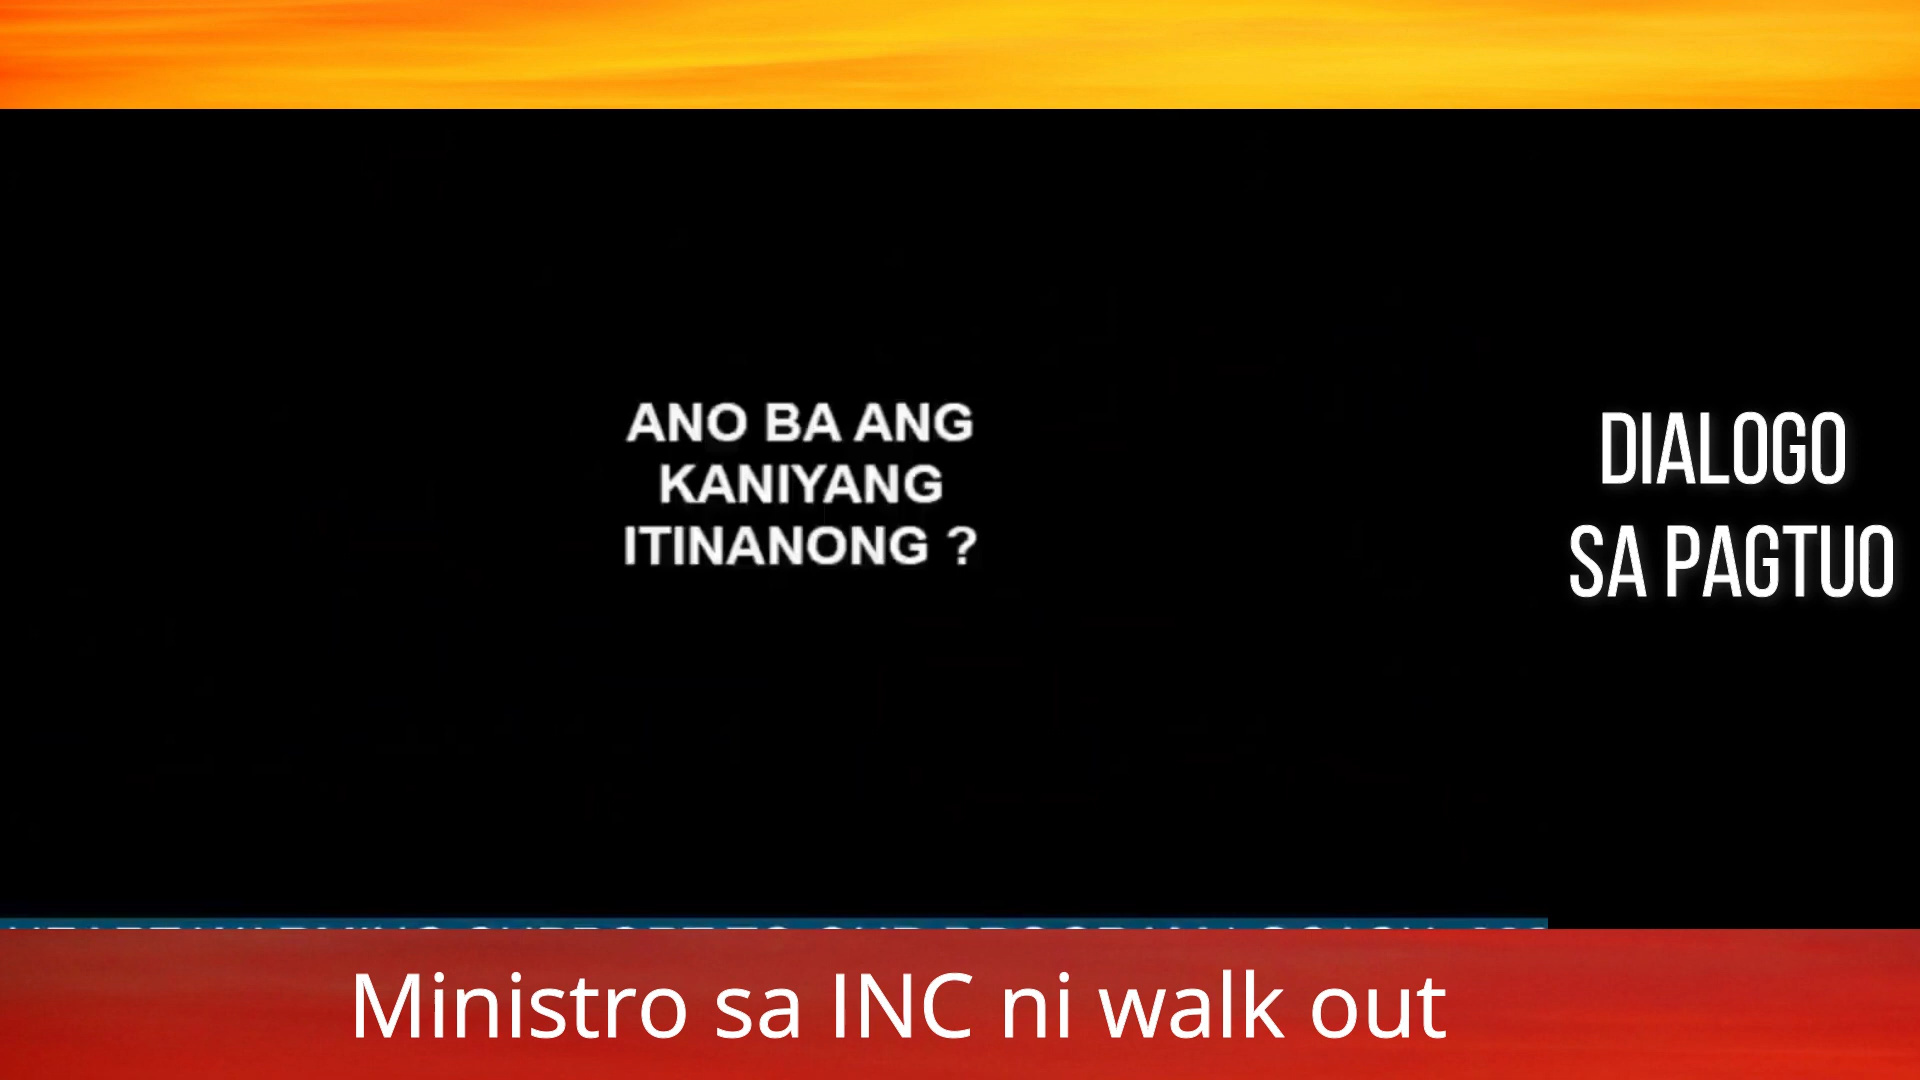 ANO BA ANG
KANIYANG
ITINANONG ?
DIALOGO
SA PAGTUO
Ministro sa INC ni walk out